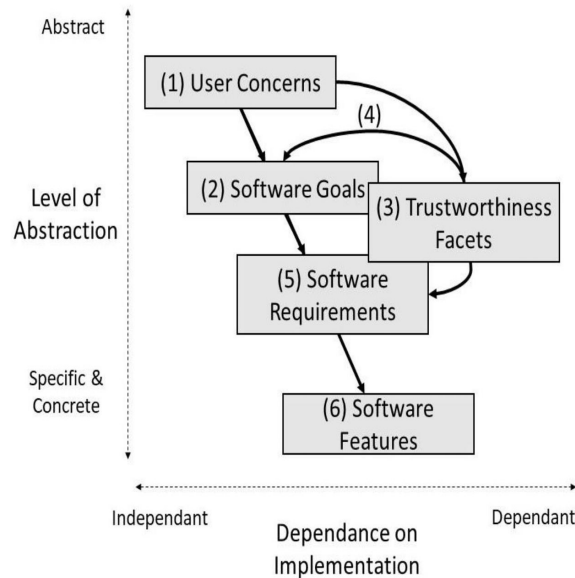 Abstract
(1) User Concerns
(4)
(2) Software Goals
Level of
Abstraction
(3) Trustworthiness
Facets
(5) Software
Requirements
Specific &
Concrete
(6) Software
Features
Independant
Dependant
Dependance on
Implementation